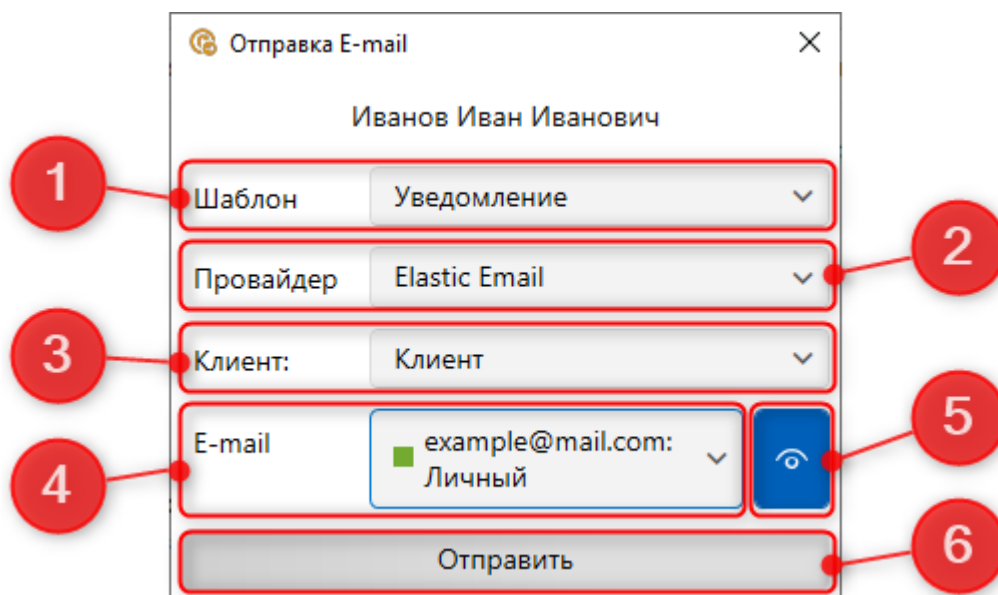 Отправка E-mail
Иванов Иван Иванович
1
Шаблон
Уведомление
2
Провайдер
Elastic Email
3
Клиент:
Клиент
4
E-mail
example@mail.com:
Личный
5
Отправить
6